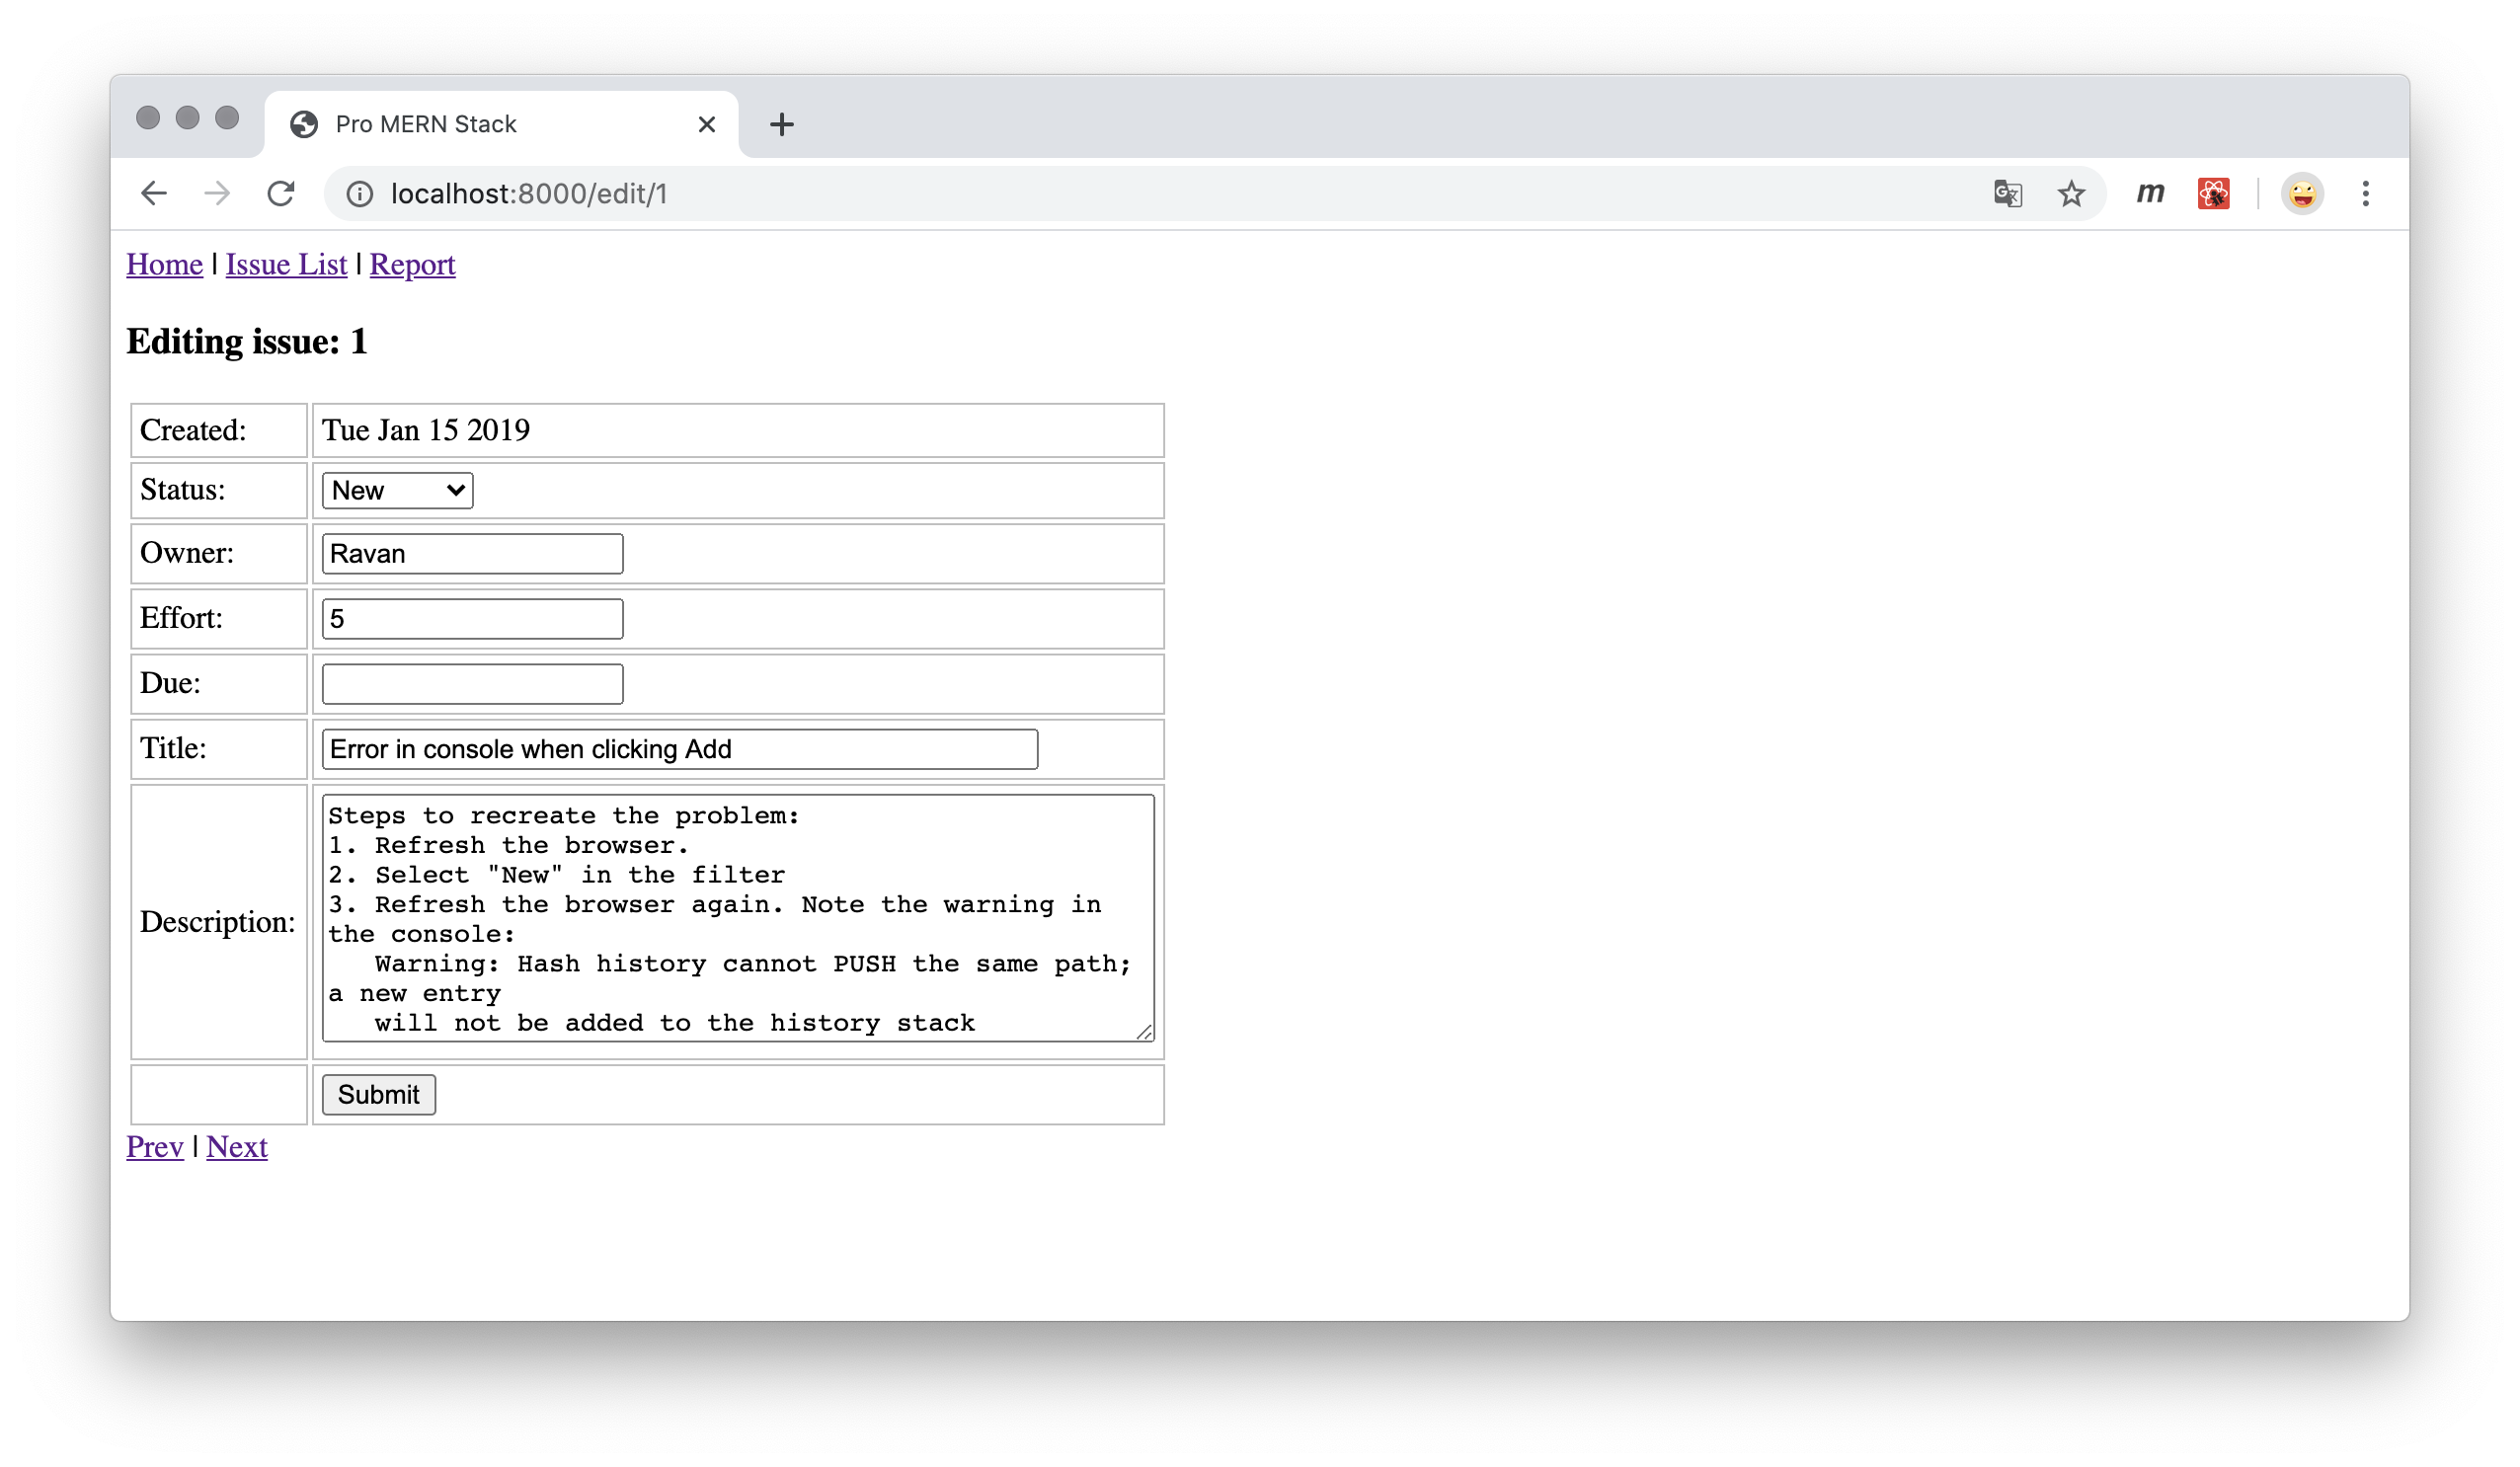 Pro MERN Stack
localhost:8000/edit/1
m
Home | Issue List | Report
Editing issue: 1
Created: Tue Jan 15 2019
Status: New
Owner: Ravan
Effort: 5
Due:
Title: Error in console when clicking Add
Description:
Steps to recreate the problem:
1. Refresh the browser.
2. Select "New" in the filter
3. Refresh the browser again. Note the warning in
the console:
Warning: Hash history cannot PUSH the same path;
a new entry
will not be added to the history stack
Submit
Prev | Next